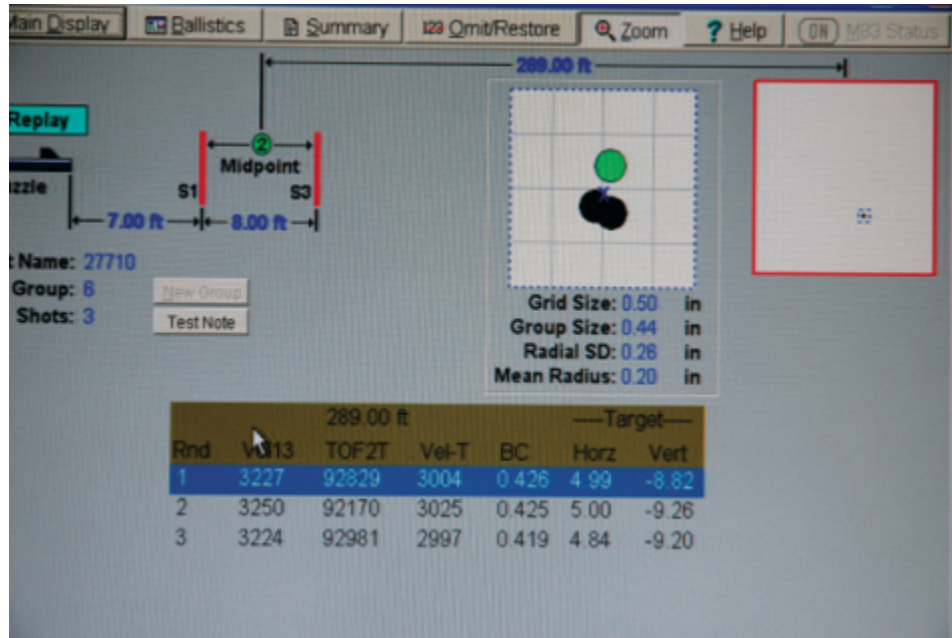 Main Display Ballistics Summary 123 Omit/Restore Zoom ? Help ON M83 Status
289.00 ft
Replay
2
Midpoint
zzle S1 S3
7.00 ft 8.00 ft
t Name: 27710
Group: 6 New Group
Shots: 3 Test Note
x
Grid Size: 0.50 in
Group Size: 0.44 in
Radial SD: 0.26 in
Mean Radius: 0.20 in
289.00 ft ----Target----
Rnd Vel13 TOF2T Vel-T BC Horz Vert
1 3227 92829 3004 0.426 4.99 -8.82
2 3250 92170 3025 0.425 5.00 -9.26
3 3224 92981 2997 0.419 4.84 -9.20